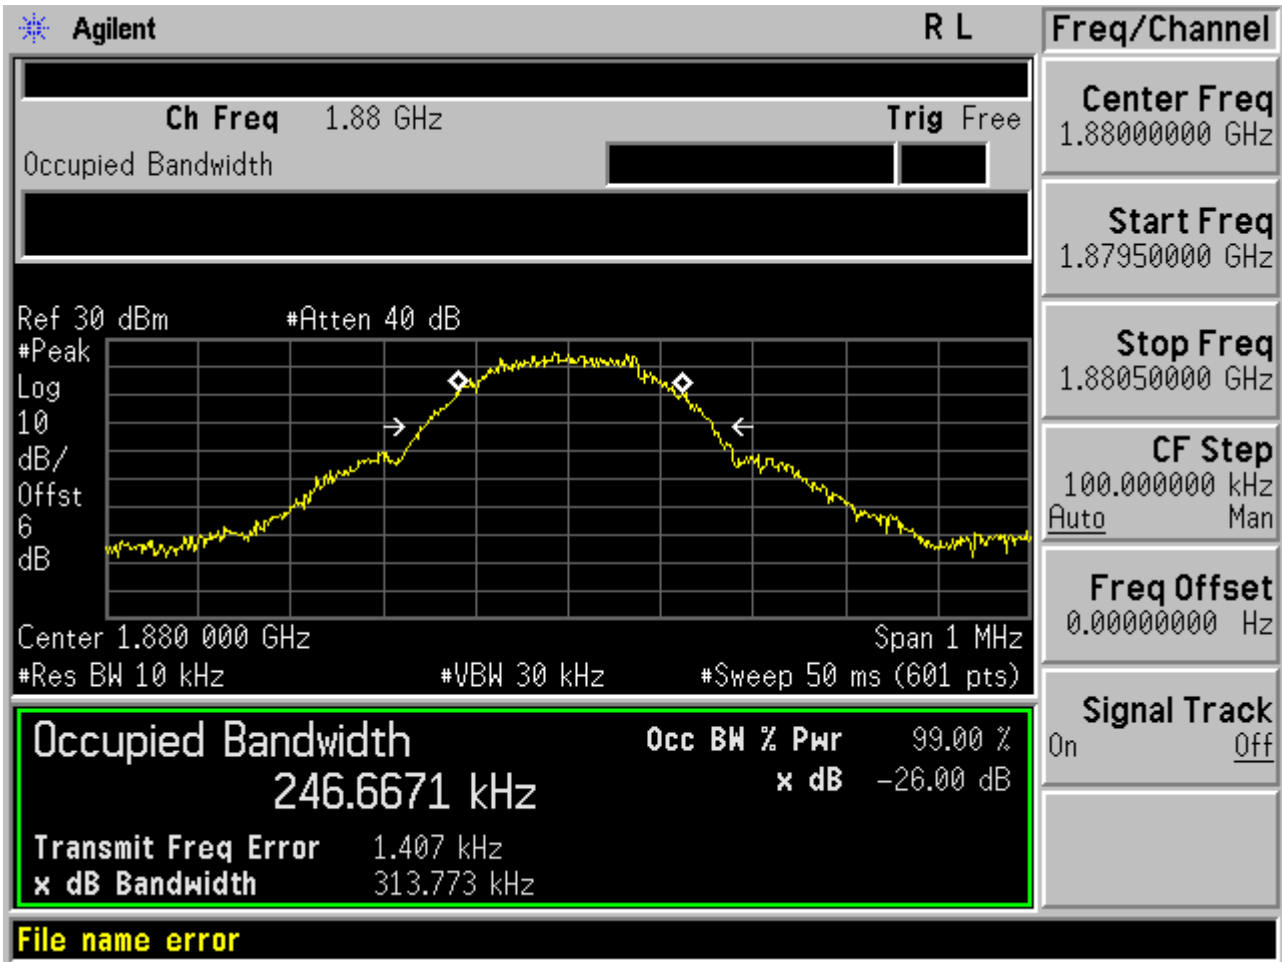 Agilent R L Freq/Channel
Ch Freq 1.88 GHz Trig Free
Occupied Bandwidth
Center Freq
1.88000000 GHz
Start Freq
1.87950000 GHz
Stop Freq
1.88050000 GHz
CF Step
100.000000 kHz
Auto Man
Freq Offset
0.00000000 Hz
Signal Track
On Off
Ref 30 dBm #Atten 40 dB
#Peak
Log
10
dB/
Offst
6
dB
Center 1.880 000 GHz Span 1 MHz
#Res BW 10 kHz #VBW 30 kHz #Sweep 50 ms (601 pts)
Occupied Bandwidth Occ BW % Pwr 99.00 %
246.6671 kHz x dB -26.00 dB
Transmit Freq Error 1.407 kHz
x dB Bandwidth 313.773 kHz
File name error